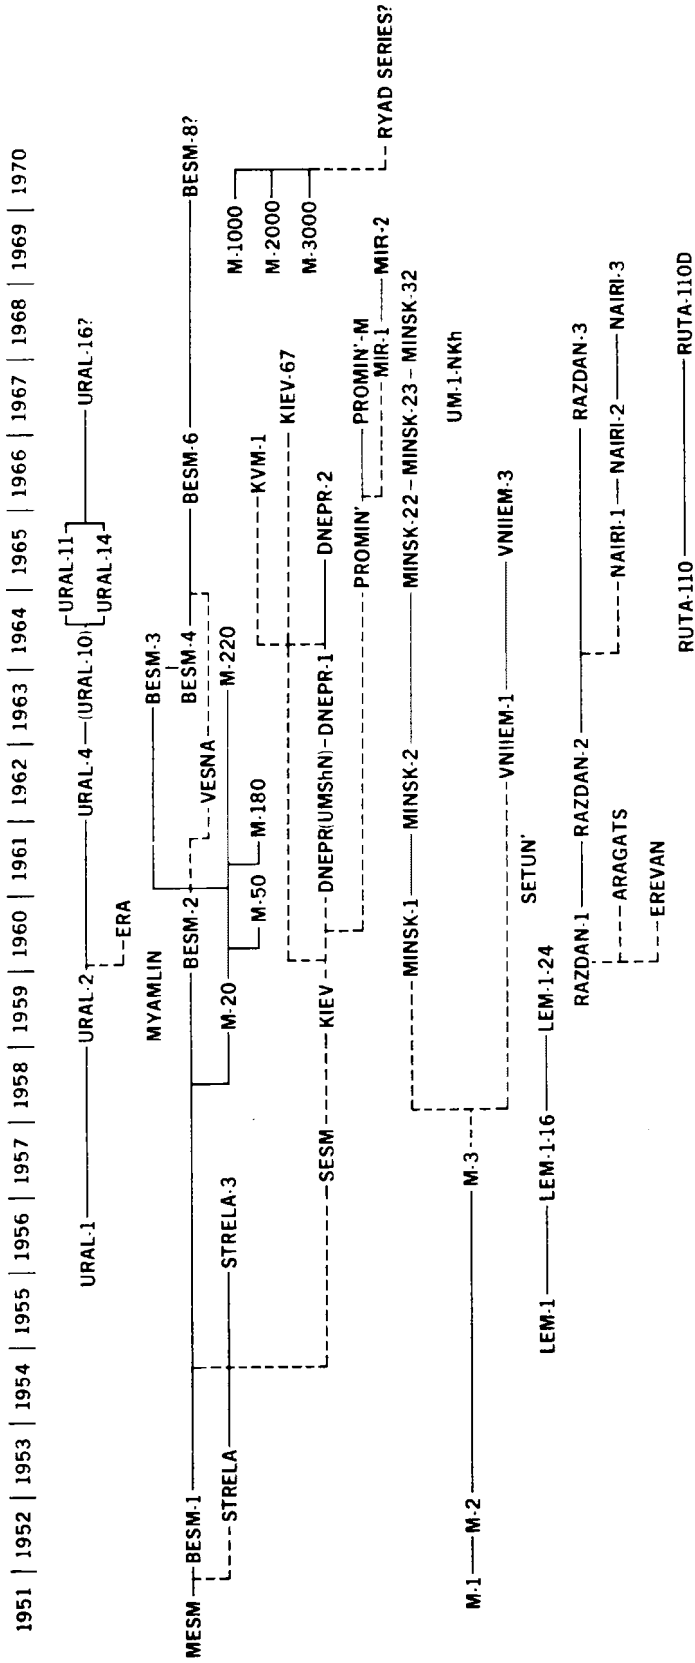 1951 | 1952 | 1953 | 1954 | 1955 | 1956 | 1957 | 1958 | 1959 | 1960 | 1961 | 1962 | 1963 | 1964 | 1965 | 1966 | 1967 | 1968 | 1969 | 1970
URAL-11
URAL-1 URAL-2 URAL-4 (URAL-10) URAL-16?
URAL-14
ERA
MYAMLIN BESM-3
MESM BESM-1 BESM-2 BESM-4 BESM-6 BESM-8?
VESNA
STRELA STRELA-3 M-20 M-220 M-1000
M-50 M-180 KVM-1 M-2000
KIEV-67 M-3000
SESM KIEV DNEPR(UMShN) DNEPR-1 DNEPR-2
PROMIN' PROMIN'-M
MIR-1 MIR-2 RYAD SERIES?
MINSK-1 MINSK-2 MINSK-22 MINSK-23 MINSK-32
UM-1-NKh
M-1 M-2 M-3
VNIIEM-1 VNIIEM-3
SETUN'
LEM-1 LEM-1-16 LEM-1-24
RAZDAN-1 RAZDAN-2 RAZDAN-3
ARAGATS NAIRI-1 NAIRI-2 NAIRI-3
EREVAN
RUTA-110 RUTA-110D